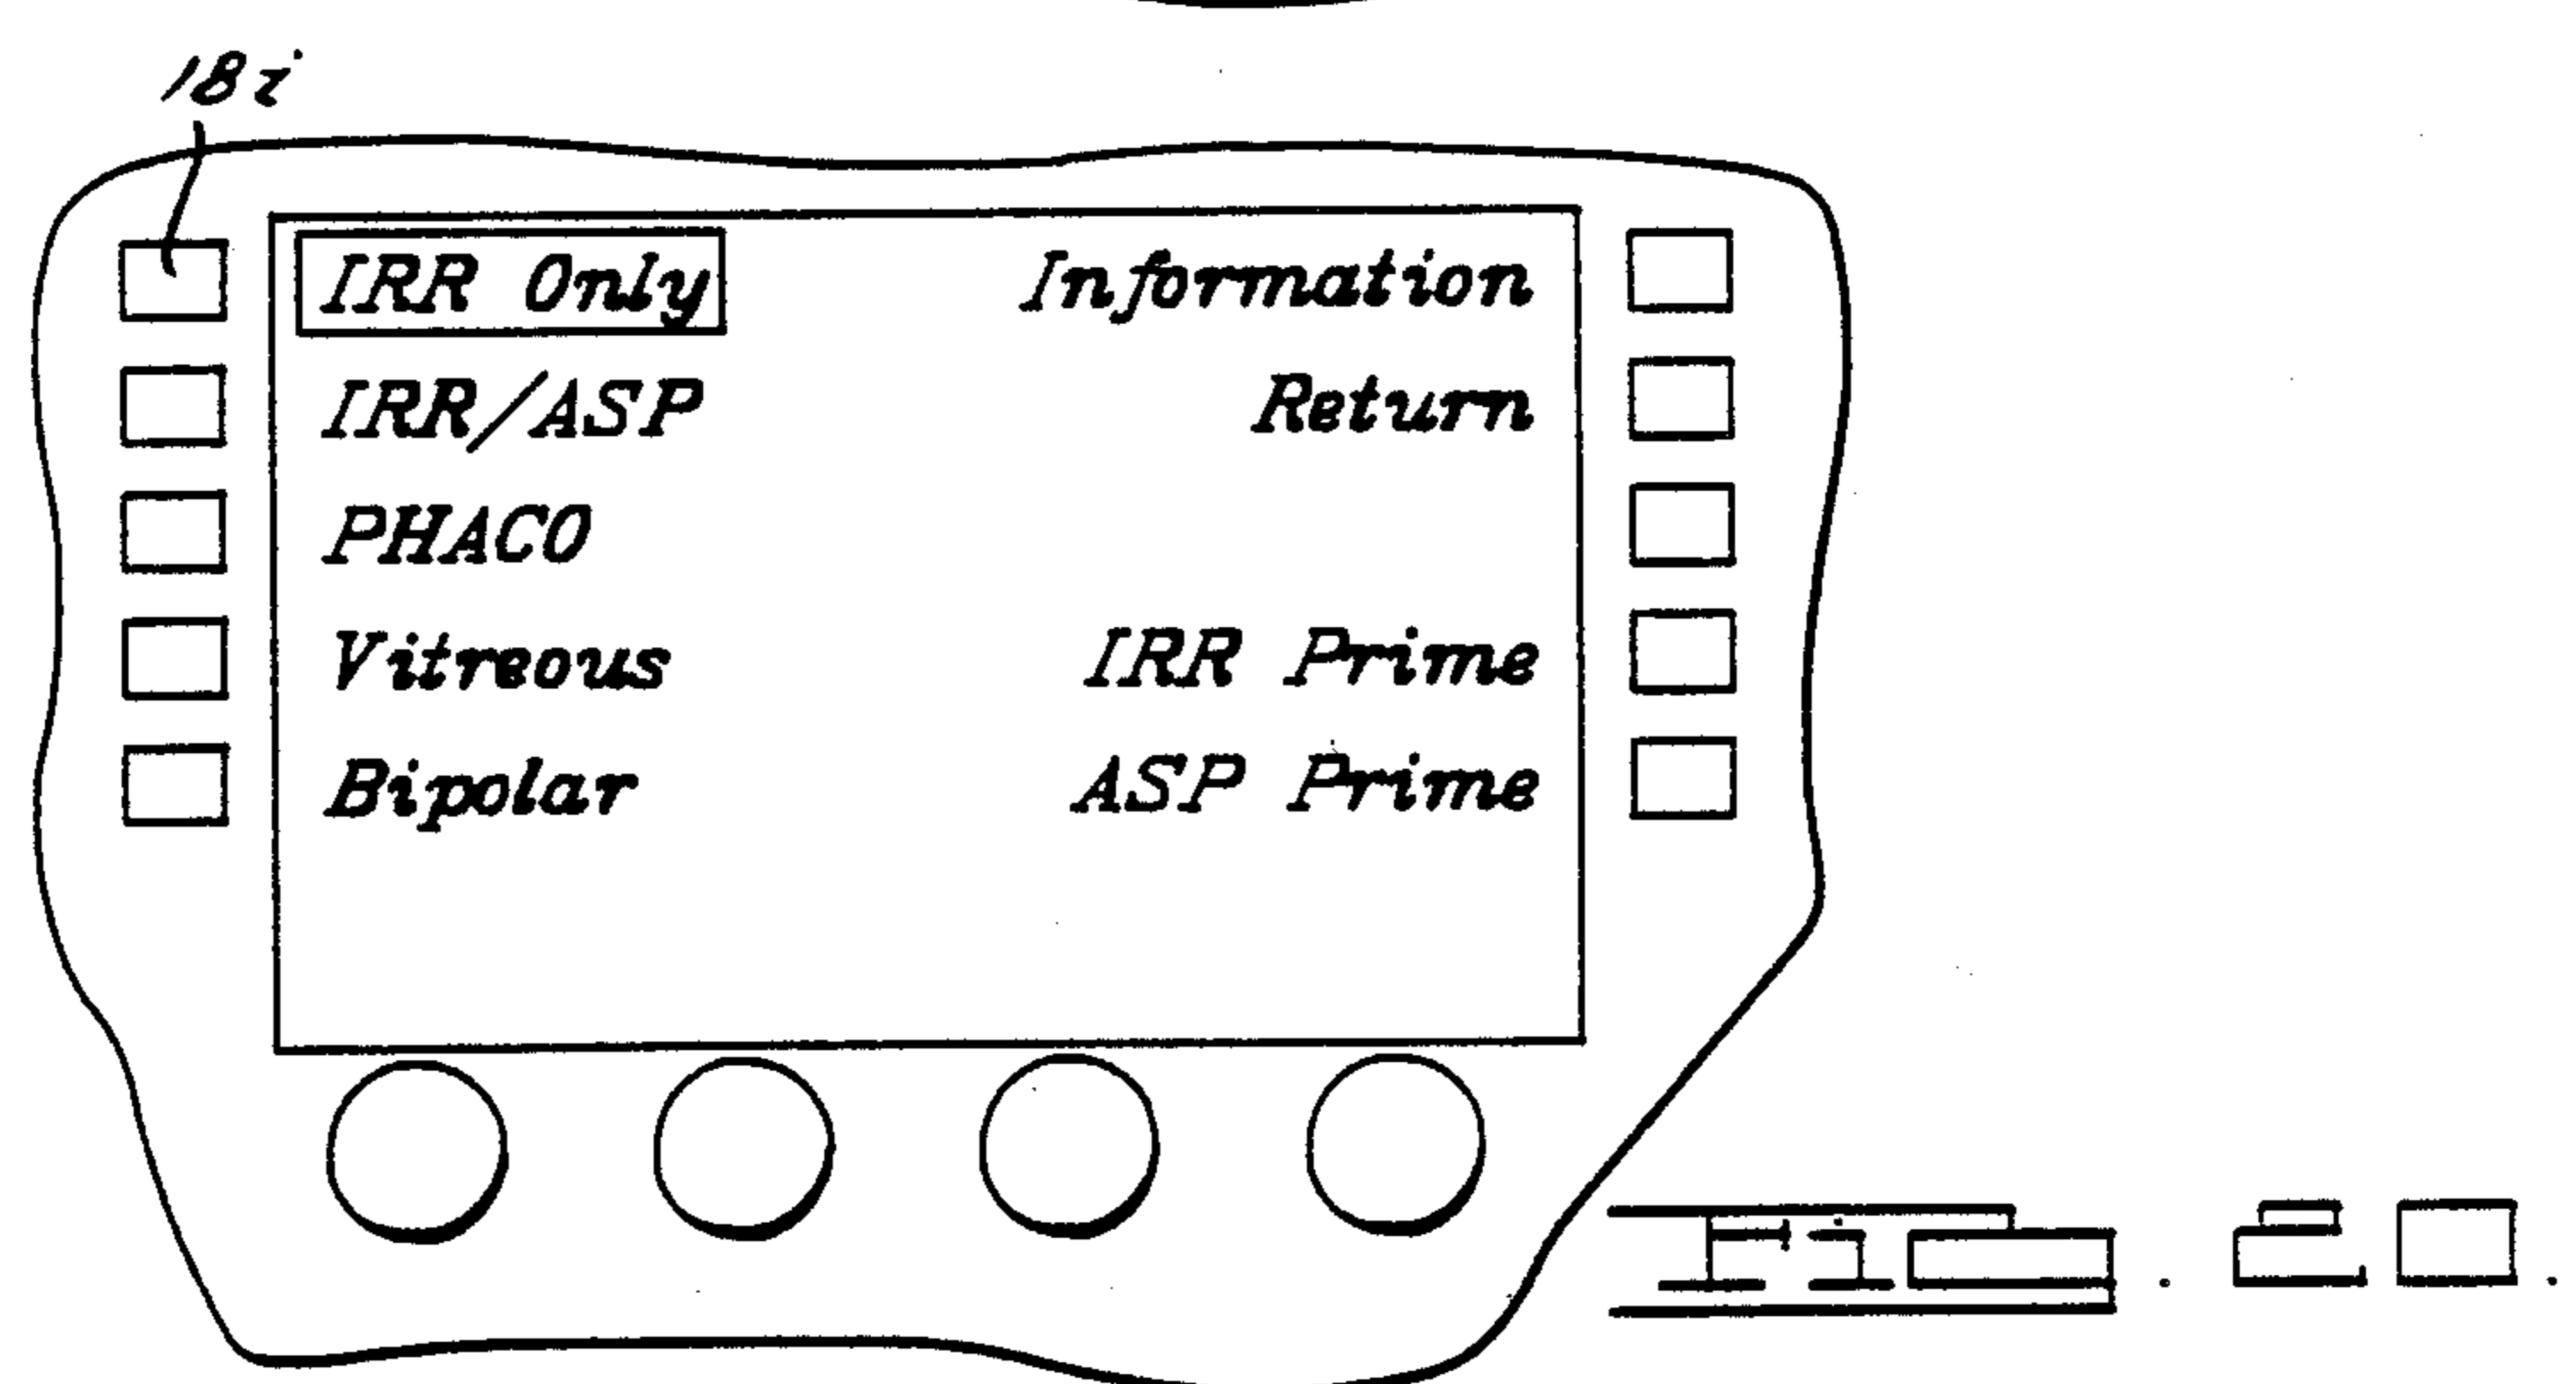 18i
IRR Only Information
IRR/ASP Return
PHACO
Vitreous IRR Prime
Bipolar ASP Prime
Fig. 20.